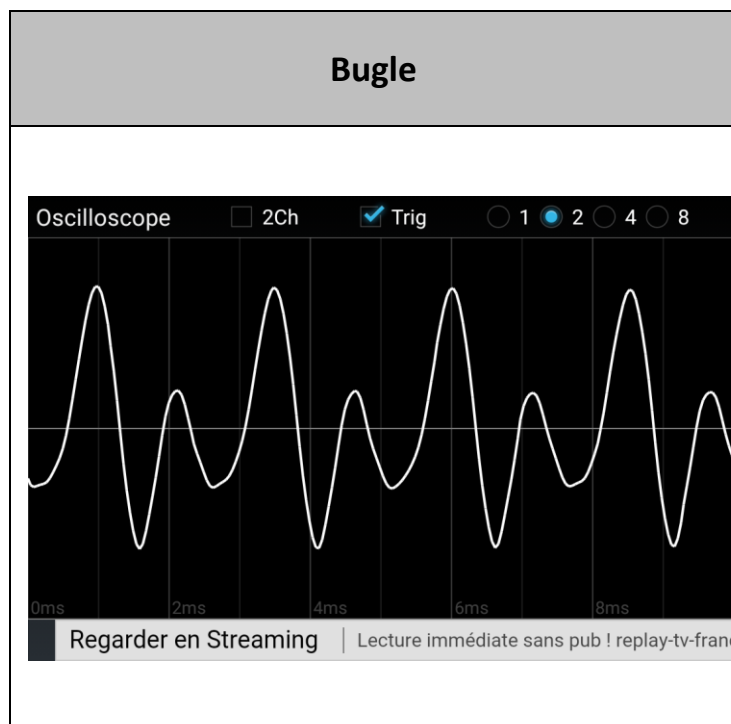 Bugle
Oscilloscope 2Ch Trig 1 2 4 8
0ms 2ms 4ms 6ms 8ms
Regarder en Streaming Lecture immédiate sans pub ! replay-tv-fran